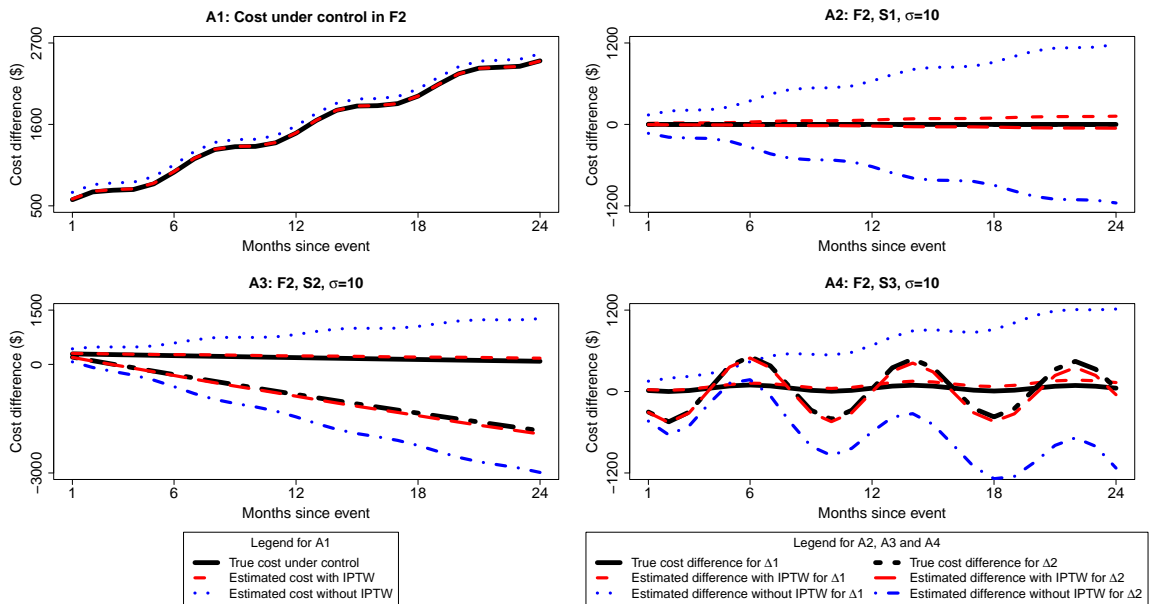 A1: Cost under control in F2
Cost difference ($)
2700
1600
500
1 6 12 18 24
Months since event
A2: F2, S1, σ=10
Cost difference ($)
1200
0
−1200
1 6 12 18 24
Months since event
A3: F2, S2, σ=10
Cost difference ($)
1500
0
−3000
1 6 12 18 24
Months since event
A4: F2, S3, σ=10
Cost difference ($)
1200
0
−1200
1 6 12 18 24
Months since event
Legend for A1
True cost under control
Estimated cost with IPTW
Estimated cost without IPTW
Legend for A2, A3 and A4
True cost difference for Δ1
Estimated difference with IPTW for Δ1
Estimated difference without IPTW for Δ1
True cost difference for Δ2
Estimated difference with IPTW for Δ2
Estimated difference without IPTW for Δ2